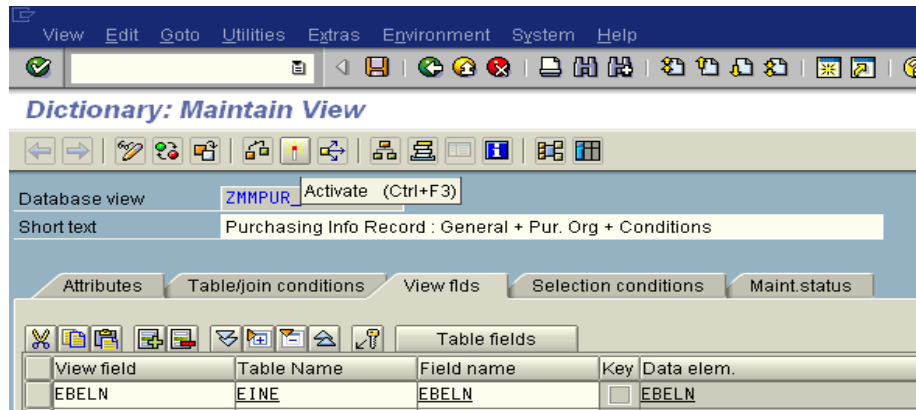 View Edit Goto Utilities Extras Environment System Help
Dictionary: Maintain View
Activate (Ctrl+F3)
Database view ZMMPUR_
Short text Purchasing Info Record : General + Pur. Org + Conditions
Attributes Table/join conditions View flds Selection conditions Maint.status
Table fields
View field Table Name Field name Key Data elem.
EBELN EINE EBELN EBELN